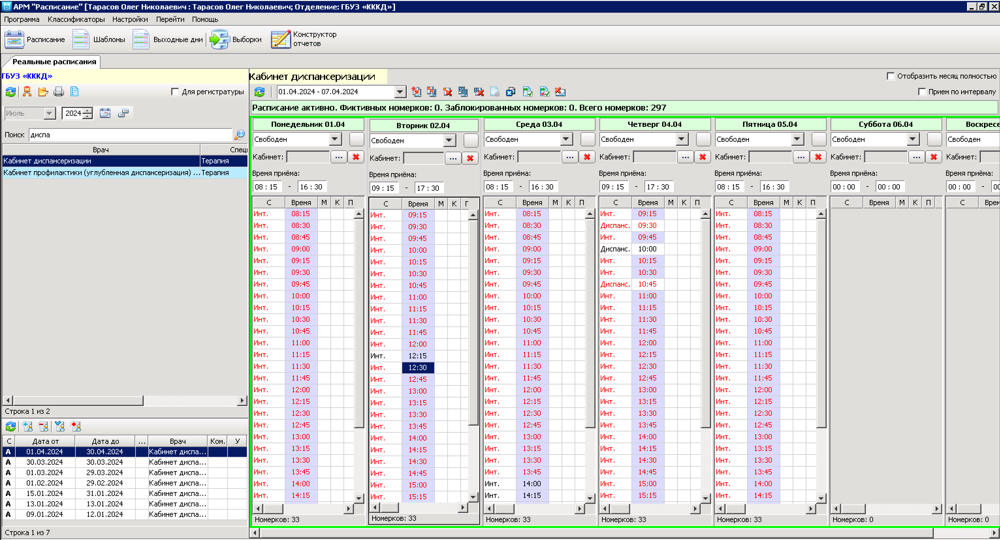 АРМ "Расписание" [Тарасов Олег Николаевич : Тарасов Олег Николаевич; Отделение: ГБУЗ «КККД»]
Программа Классификаторы Настройки Перейти Помощь
Расписание Шаблоны Выходные дни Выборки Конструктор отчетов
Реальные расписания
ГБУЗ «КККД»
Для регистратуры
Июль 2024
Поиск диспа
Врач Спец
Кабинет диспансеризации Терапия
Кабинет профилактики (углубленная диспансеризация) ... Терапия
Строка 1 из 2
С Дата от Дата до ... Врач Ком. У
А 01.04.2024 30.04.2024 Кабинет диспа...
А 30.03.2024 30.03.2024 Кабинет диспа...
А 01.03.2024 29.03.2024 Кабинет диспа...
А 01.02.2024 29.02.2024 Кабинет диспа...
А 15.01.2024 31.01.2024 Кабинет диспа...
А 13.01.2024 13.01.2024 Кабинет диспа...
А 09.01.2024 12.01.2024 Кабинет диспа...
Строка 1 из 7
Кабинет диспансеризации
Отобразить месяц полностью
01.04.2024 - 07.04.2024
Прием по интервалу
Расписание активно. Фиктивных номерков: 0. Заблокированных номерков: 0. Всего номерков: 297
Понедельник 01.04
Свободен
Кабинет: ...
Время приёма:
08 : 15 - 16 : 30
С Время М К П
Инт. 08:15
Инт. 08:30
Инт. 08:45
Инт. 09:00
Инт. 09:15
Инт. 09:30
Инт. 09:45
Инт. 10:00
Инт. 10:15
Инт. 10:30
Инт. 10:45
Инт. 11:00
Инт. 11:15
Инт. 11:30
Инт. 11:45
Инт. 12:00
Инт. 12:15
Инт. 12:30
Инт. 12:45
Инт. 13:00
Инт. 13:15
Инт. 13:30
Инт. 13:45
Инт. 14:00
Инт. 14:15
Номерков: 33
Вторник 02.04
Свободен
Кабинет: ...
Время приёма:
09 : 15 - 17 : 30
С Время М К
Инт. 09:15
Инт. 09:30
Инт. 09:45
Инт. 10:00
Инт. 10:15
Инт. 10:30
Инт. 10:45
Инт. 11:00
Инт. 11:15
Инт. 11:30
Инт. 11:45
Инт. 12:00
Инт. 12:15
Инт. 12:30
Инт. 12:45
Инт. 13:00
Инт. 13:15
Инт. 13:30
Инт. 13:45
Инт. 14:00
Инт. 14:15
Инт. 14:30
Инт. 14:45
Инт. 15:00
Инт. 15:15
Номерков: 33
Среда 03.04
Свободен
Кабинет: ...
Время приёма:
08 : 15 - 16 : 30
С Время М К П
Инт. 08:15
Инт. 08:30
Инт. 08:45
Инт. 09:00
Инт. 09:15
Инт. 09:30
Инт. 09:45
Инт. 10:00
Инт. 10:15
Инт. 10:30
Инт. 10:45
Инт. 11:00
Инт. 11:15
Инт. 11:30
Инт. 11:45
Инт. 12:00
Инт. 12:15
Инт. 12:30
Инт. 12:45
Инт. 13:00
Инт. 13:15
Инт. 13:30
Инт. 13:45
Инт. 14:00
Инт. 14:15
Номерков: 33
Четверг 04.04
Свободен
Кабинет: ...
Время приёма:
09 : 15 - 17 : 30
С Время М К П
Инт. 09:15
Диспанс. 09:30
Инт. 09:45
Диспанс. 10:00
Инт. 10:15
Инт. 10:30
Диспанс. 10:45
Инт. 11:00
Инт. 11:15
Инт. 11:30
Инт. 11:45
Инт. 12:00
Инт. 12:15
Инт. 12:30
Инт. 12:45
Инт. 13:00
Инт. 13:15
Инт. 13:30
Инт. 13:45
Инт. 14:00
Инт. 14:15
Инт. 14:30
Инт. 14:45
Инт. 15:00
Инт. 15:15
Номерков: 33
Пятница 05.04
Свободен
Кабинет: ...
Время приёма:
08 : 15 - 16 : 30
С Время М К П
Инт. 08:15
Инт. 08:30
Инт. 08:45
Инт. 09:00
Инт. 09:15
Инт. 09:30
Инт. 09:45
Инт. 10:00
Инт. 10:15
Инт. 10:30
Инт. 10:45
Инт. 11:00
Инт. 11:15
Инт. 11:30
Инт. 11:45
Инт. 12:00
Инт. 12:15
Инт. 12:30
Инт. 12:45
Инт. 13:00
Инт. 13:15
Инт. 13:30
Инт. 13:45
Инт. 14:00
Инт. 14:15
Номерков: 33
Суббота 06.04
Свободен
Кабинет: ...
Время приёма:
00 : 00 - 00 : 00
С Время М К П
Номерков: 0
Воскресе
Свободен
Кабинет:
Время приёма:
00 : 00 - 00
С Врем
Номерков: 0